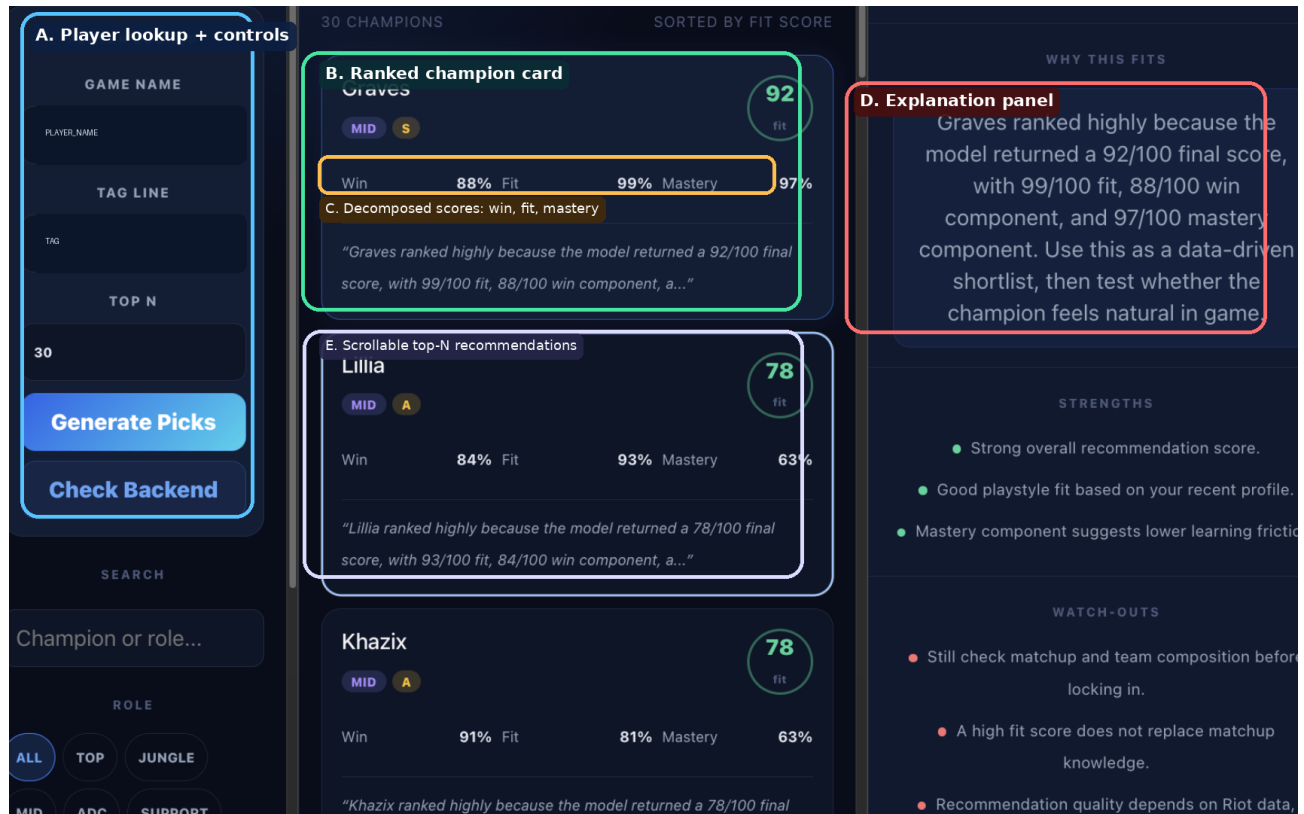 A. Player lookup + controls
GAME NAME
PLAYER_NAME
TAG LINE
TAG
TOP N
30
Generate Picks
Check Backend
SEARCH
Champion or role...
ROLE
ALL TOP JUNGLE
MID ADC SUPPORT
30 CHAMPIONS SORTED BY FIT SCORE
B. Ranked champion card
Graves
92
fit
MID S
Win 88% Fit 99% Mastery 97%
C. Decomposed scores: win, fit, mastery
“Graves ranked highly because the model returned a 92/100 final
score, with 99/100 fit, 88/100 win component, a...”
E. Scrollable top-N recommendations
Lillia
78
fit
MID A
Win 84% Fit 93% Mastery 63%
“Lillia ranked highly because the model returned a 78/100 final
score, with 93/100 fit, 84/100 win component, a...”
Khazix
78
fit
MID A
Win 91% Fit 81% Mastery 63%
“Khazix ranked highly because the model returned a 78/100 final
WHY THIS FITS
D. Explanation panel
Graves ranked highly because the
model returned a 92/100 final score,
with 99/100 fit, 88/100 win
component, and 97/100 mastery
component. Use this as a data-driven
shortlist, then test whether the
champion feels natural in game.
STRENGTHS
Strong overall recommendation score.
Good playstyle fit based on your recent profile.
Mastery component suggests lower learning frictio
WATCH-OUTS
Still check matchup and team composition before
locking in.
A high fit score does not replace matchup
knowledge.
Recommendation quality depends on Riot data,